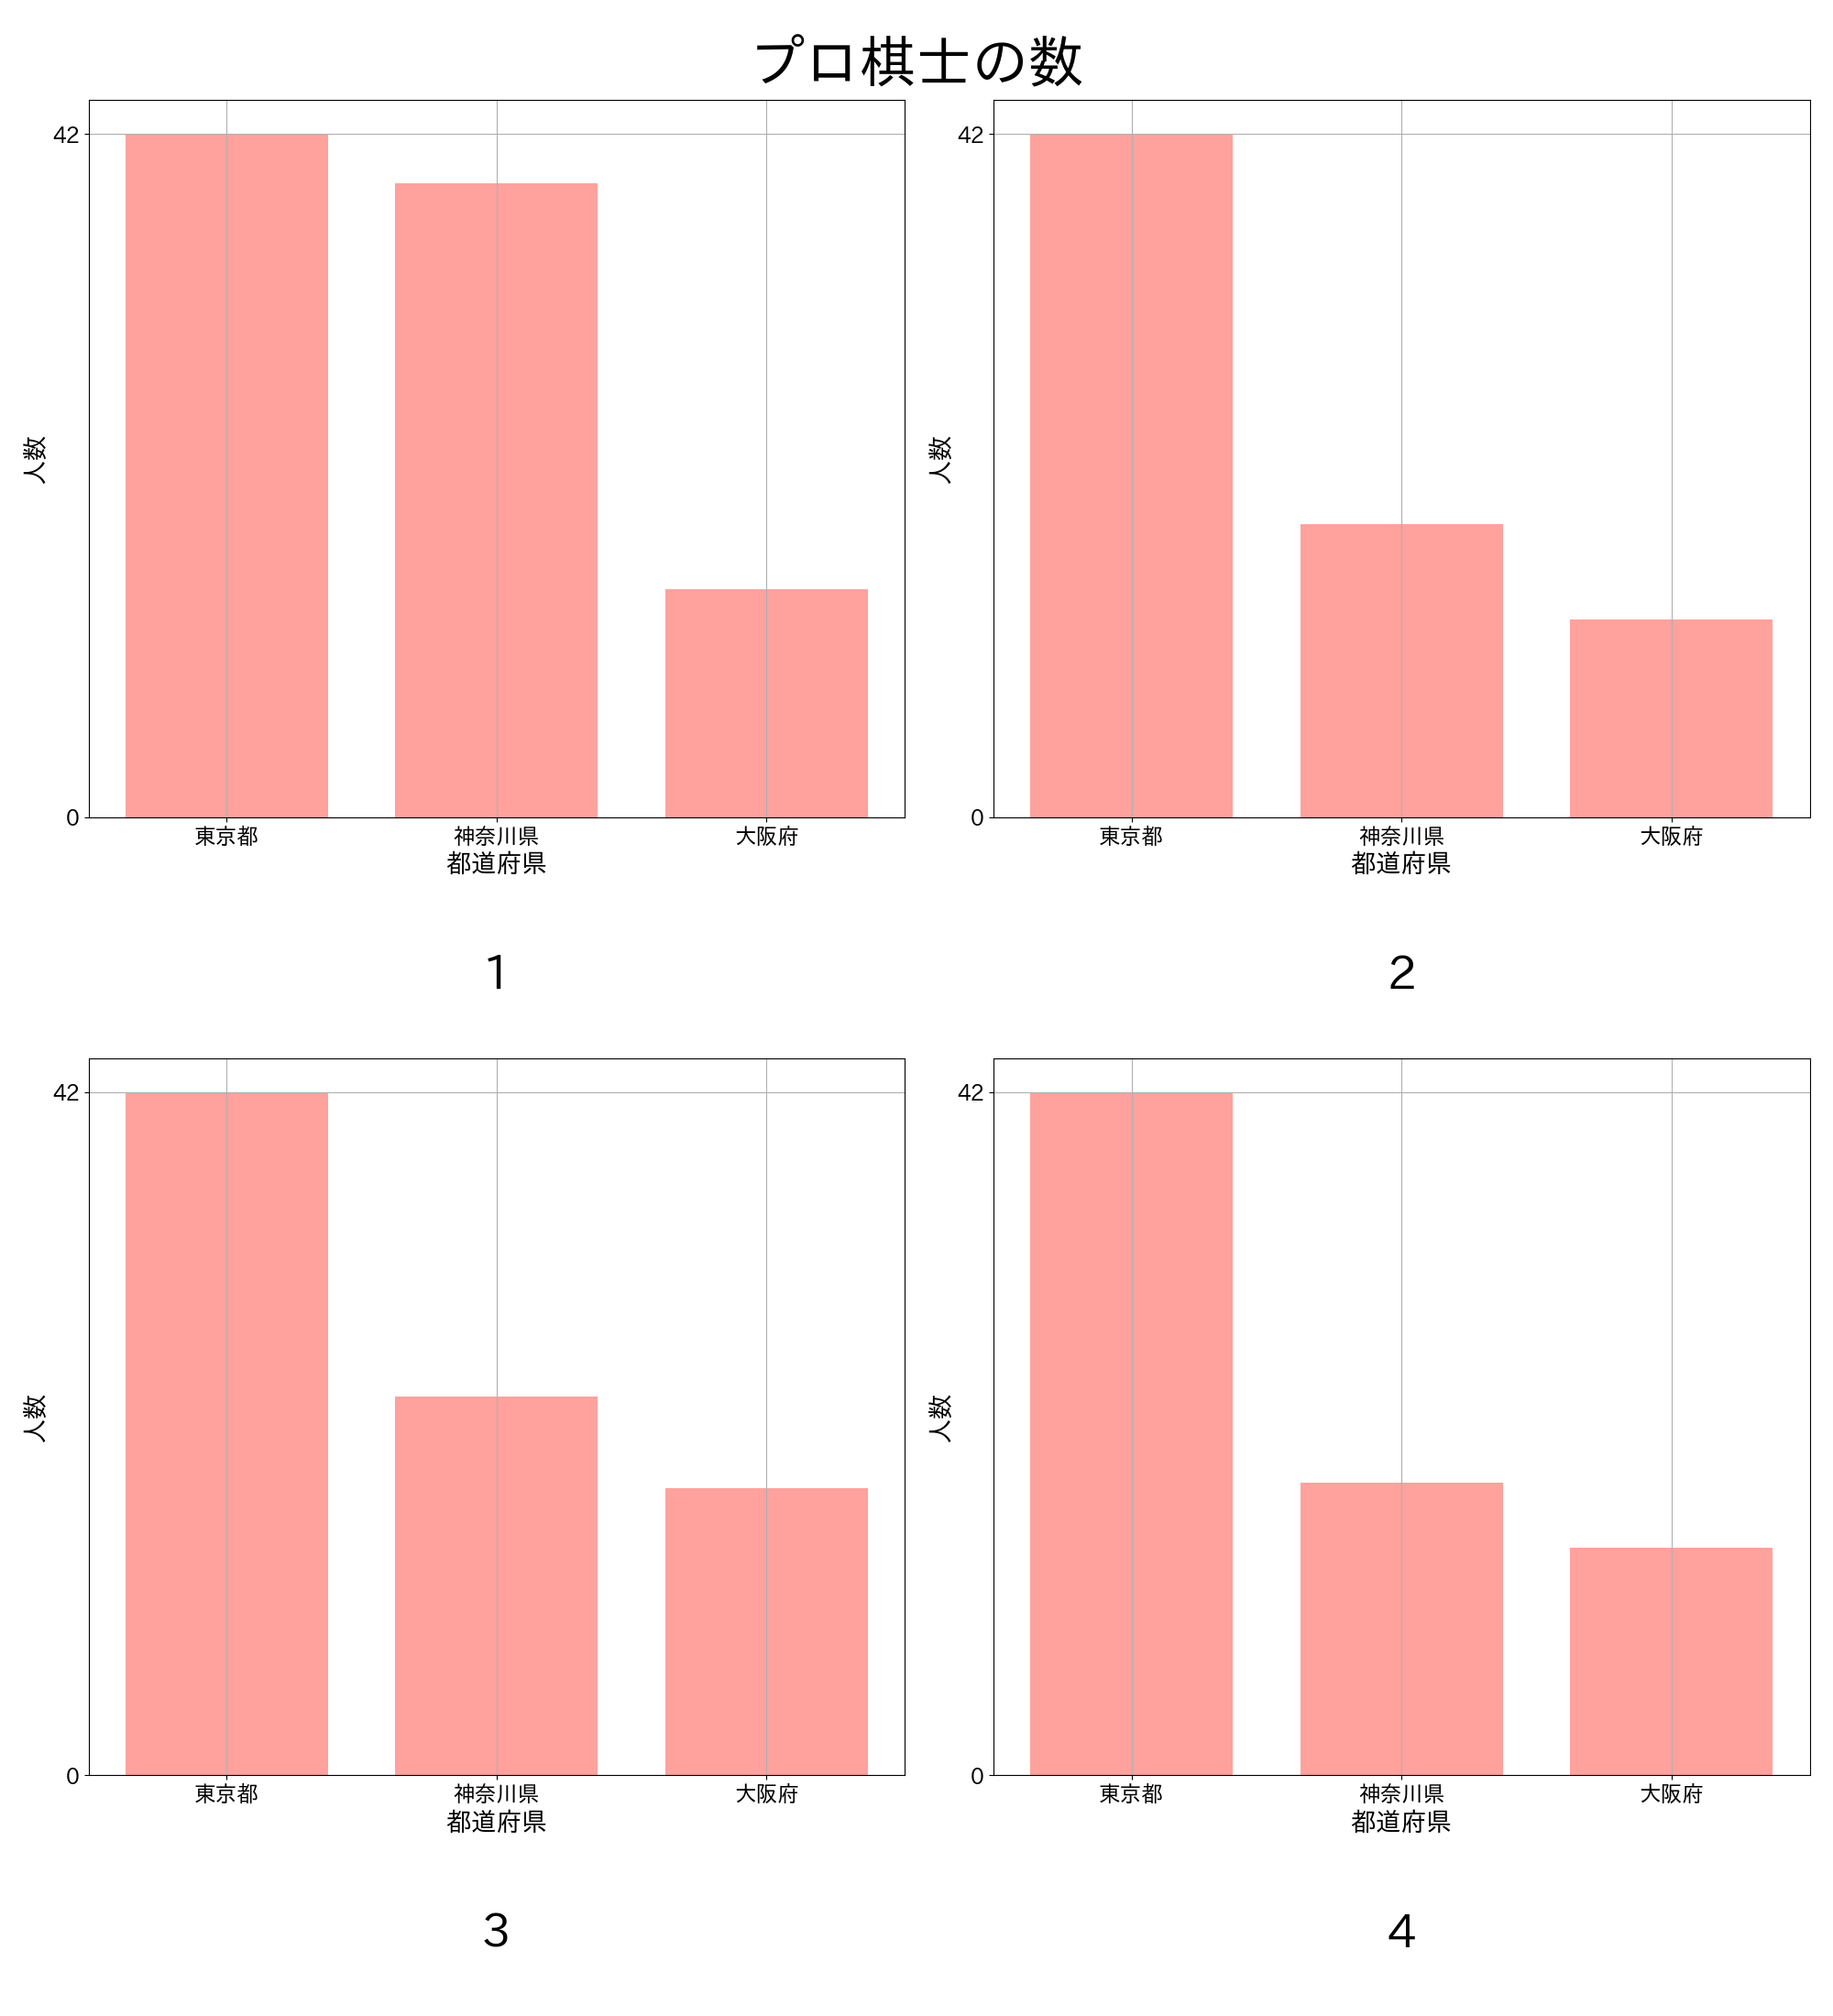 プロ棋士の数
42
人数
0
東京都 神奈川県 大阪府
都道府県
1
42
人数
0
東京都 神奈川県 大阪府
都道府県
2
42
人数
0
東京都 神奈川県 大阪府
都道府県
3
42
人数
0
東京都 神奈川県 大阪府
都道府県
4